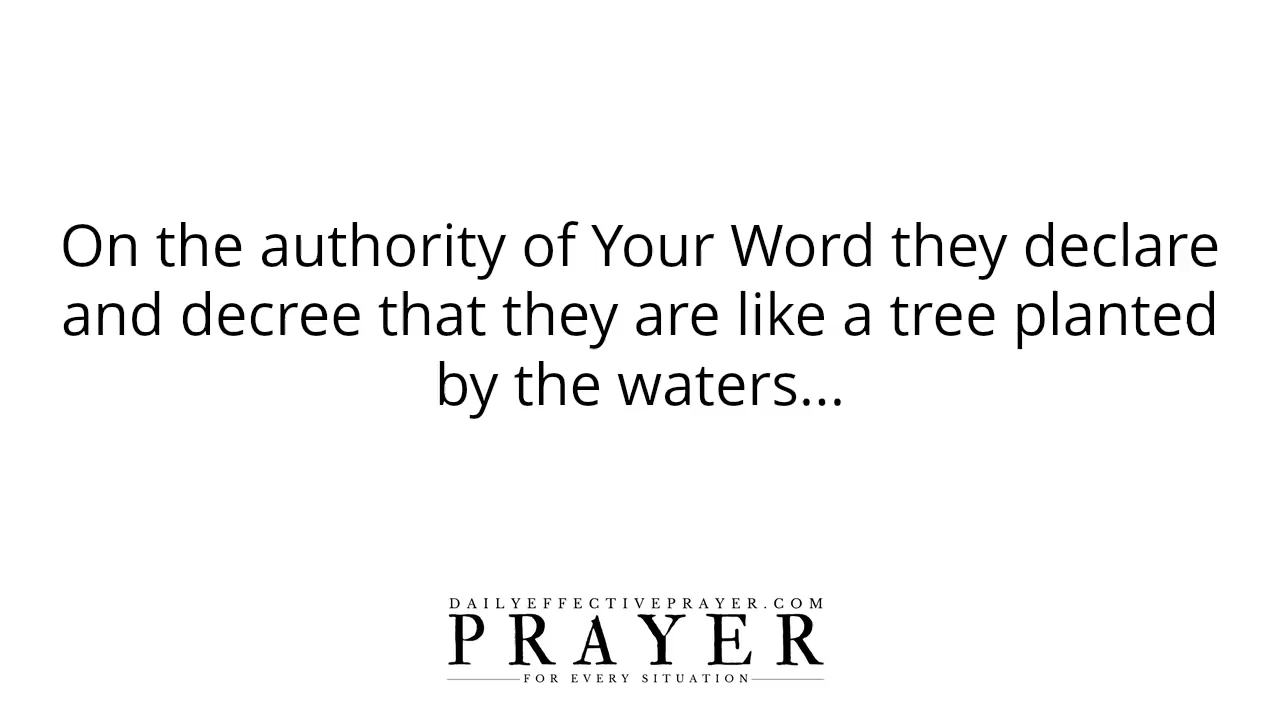 On the authority of Your Word they declare
and decree that they are like a tree planted
by the waters...
DAILYEFFECTIVEPRAYER.COM
PRAYER
FOR EVERY SITUATION